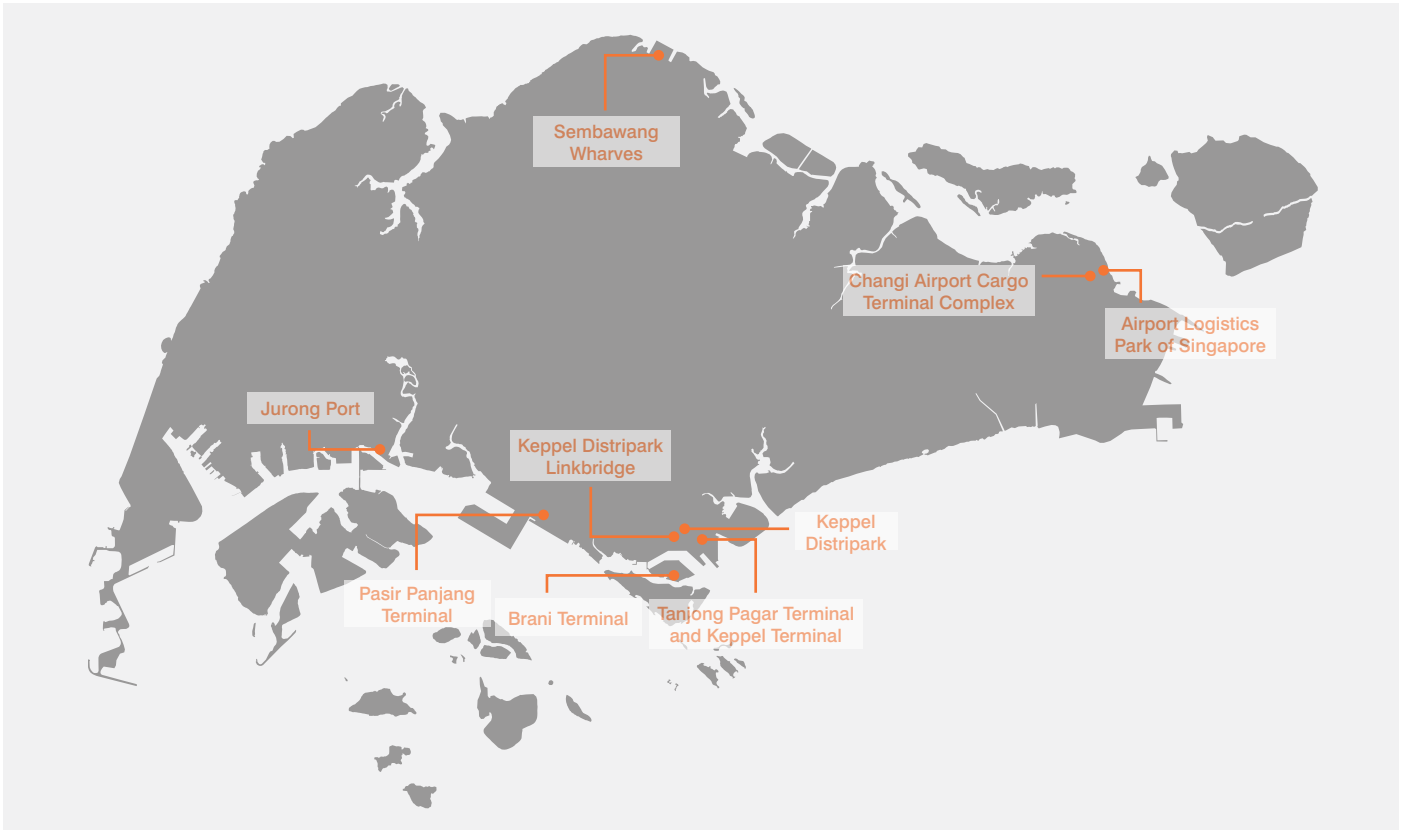 Sembawang
Wharves
Changi Airport Cargo
Terminal Complex
Airport Logistics
Park of Singapore
Jurong Port
Keppel Distripark
Linkbridge
Keppel
Distripark
Pasir Panjang
Terminal
Brani Terminal
Tanjong Pagar Terminal
and Keppel Terminal